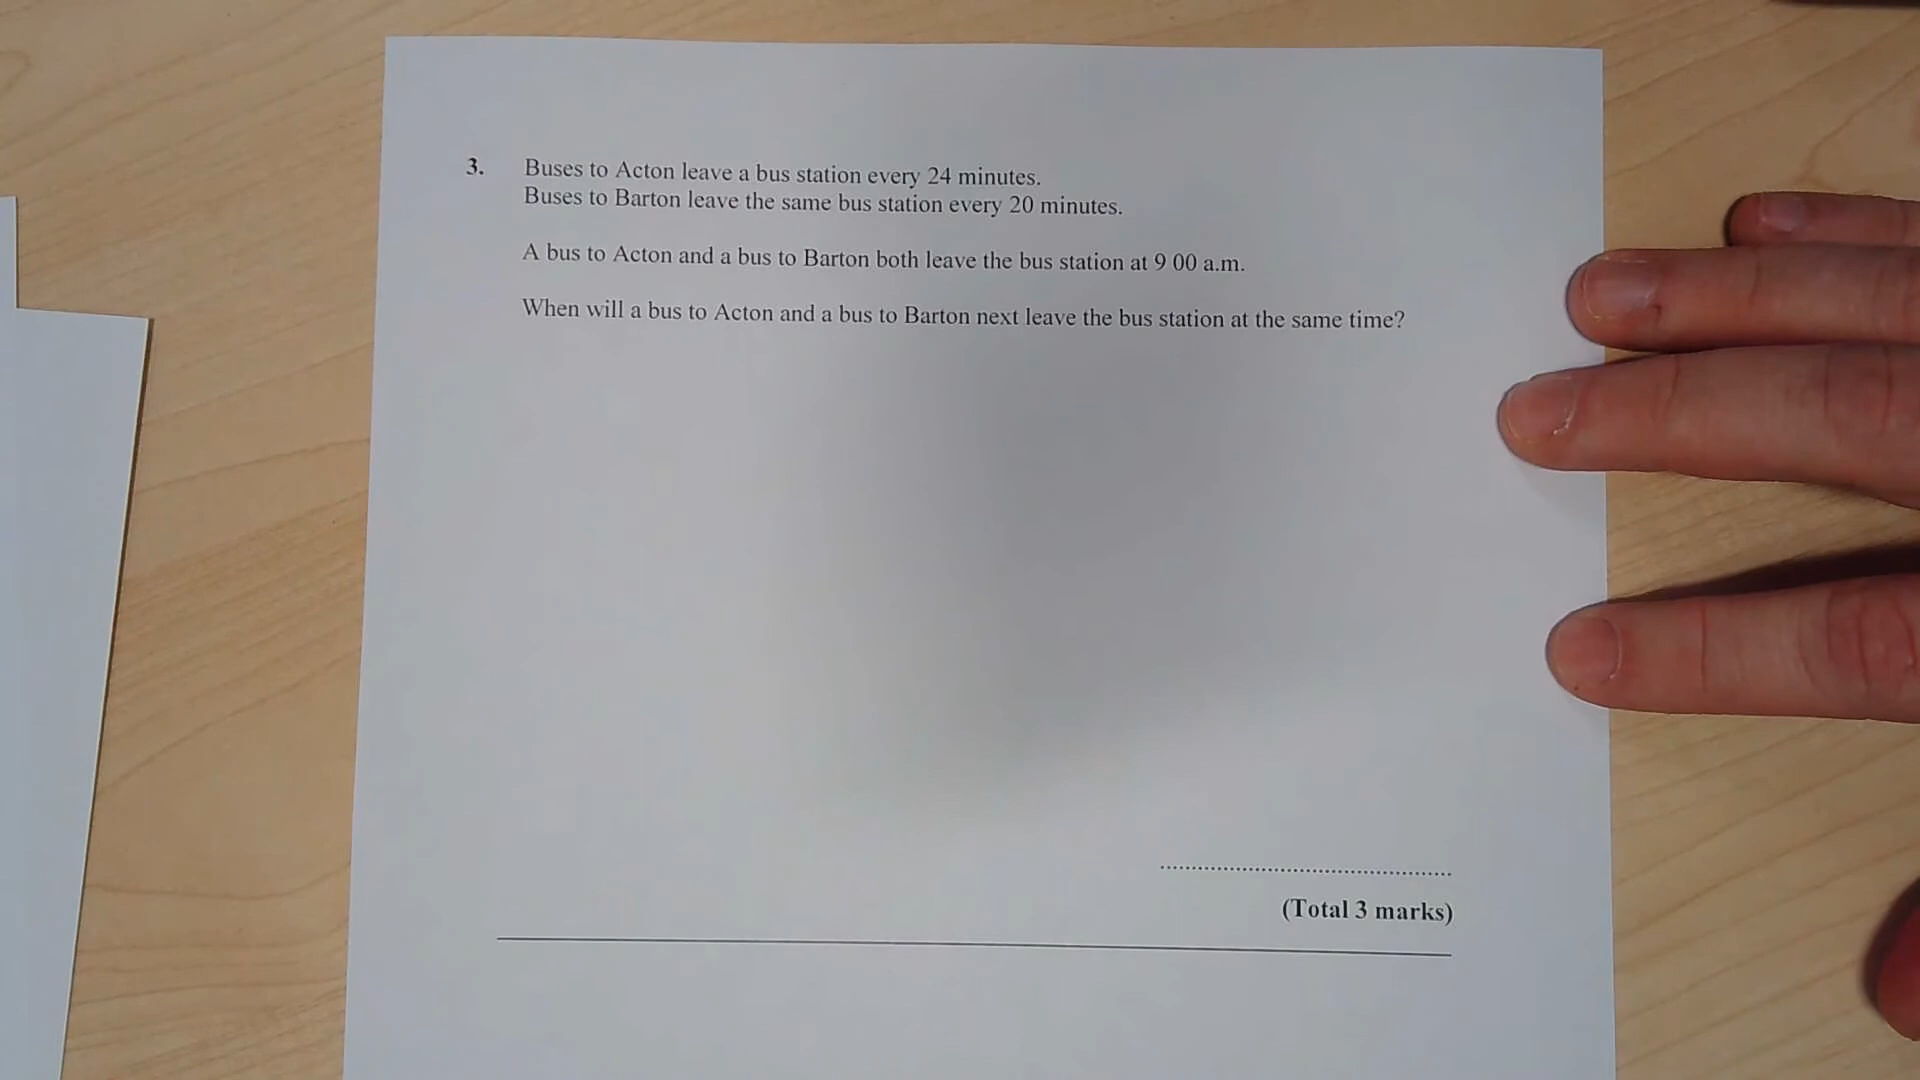 3. Buses to Acton leave a bus station every 24 minutes.
Buses to Barton leave the same bus station every 20 minutes.
A bus to Acton and a bus to Barton both leave the bus station at 9 00 a.m.
When will a bus to Acton and a bus to Barton next leave the bus station at the same time?
(Total 3 marks)